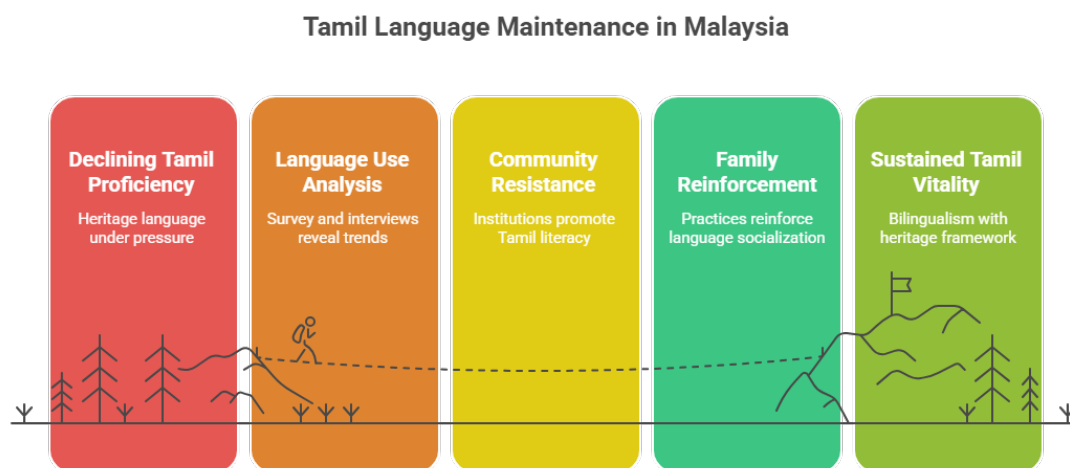 Tamil Language Maintenance in Malaysia
Declining Tamil
Proficiency
Heritage language
under pressure
Language Use
Analysis
Survey and interviews
reveal trends
Community
Resistance
Institutions promote
Tamil literacy
Family
Reinforcement
Practices reinforce
language socialization
Sustained Tamil
Vitality
Bilingualism with
heritage framework